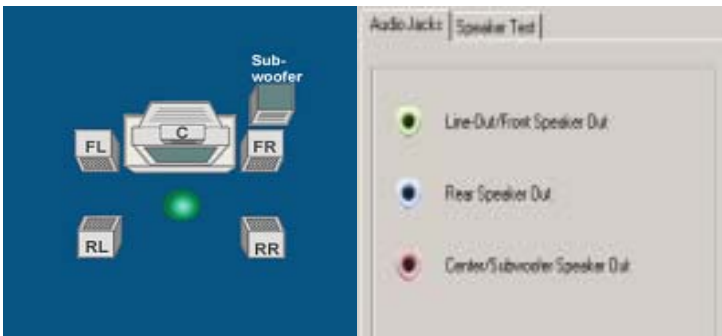 Sub-
woofer
C
FL
FR
RL
RR
Audio Jacks
Speaker Test
Line-Out/Front Speaker Out
Rear Speaker Out
Center/Subwoofer Speaker Out